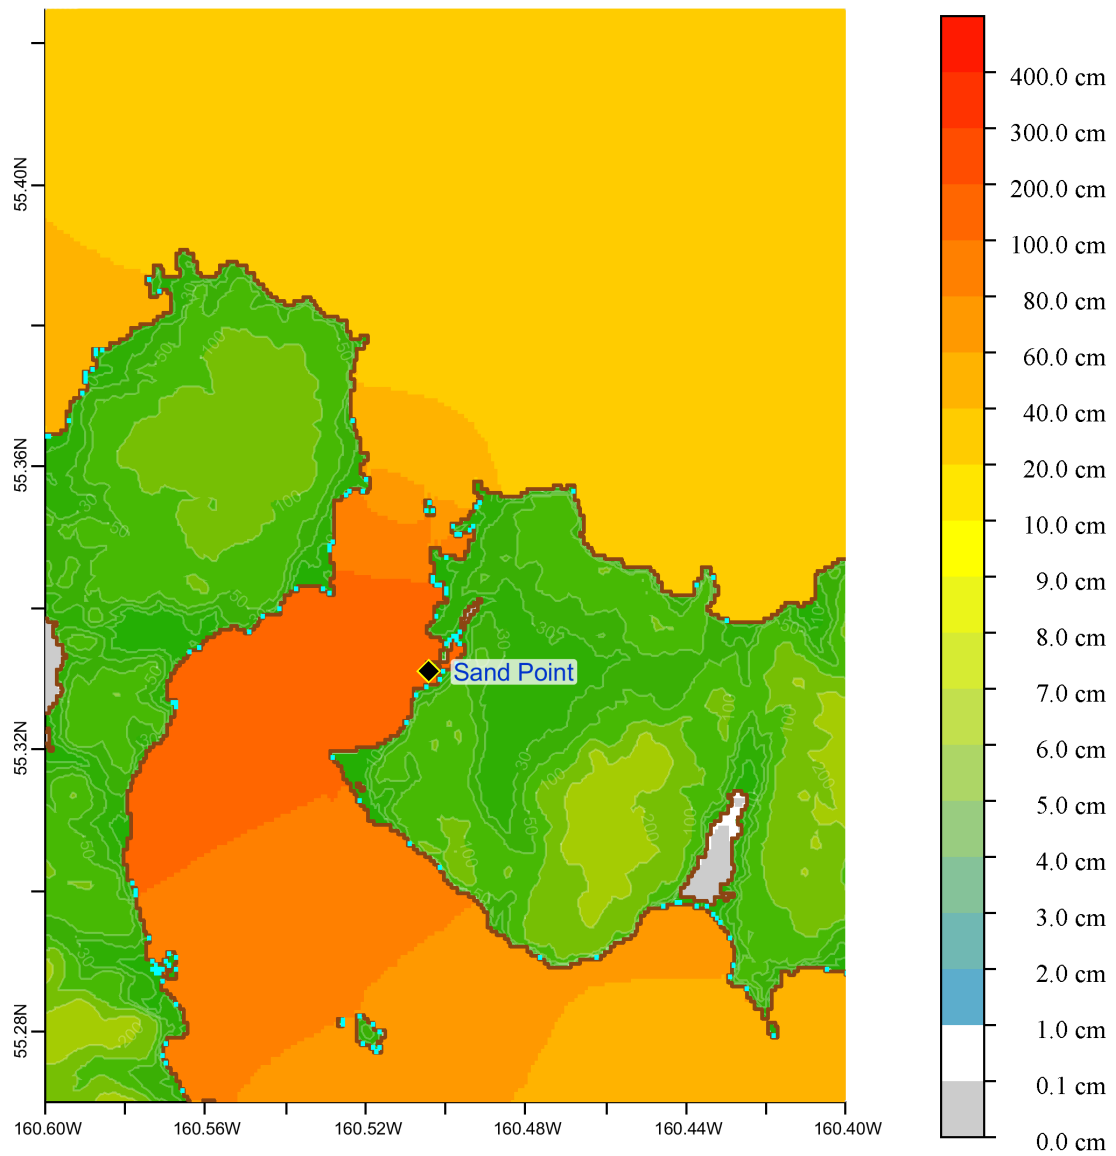 400.0 cm
300.0 cm
200.0 cm
100.0 cm
80.0 cm
60.0 cm
40.0 cm
20.0 cm
10.0 cm
9.0 cm
8.0 cm
7.0 cm
6.0 cm
5.0 cm
4.0 cm
3.0 cm
2.0 cm
1.0 cm
0.1 cm
0.0 cm
55.40N
55.36N
55.32N
55.28N
Sand Point
160.60W
160.56W
160.52W
160.48W
160.44W
160.40W